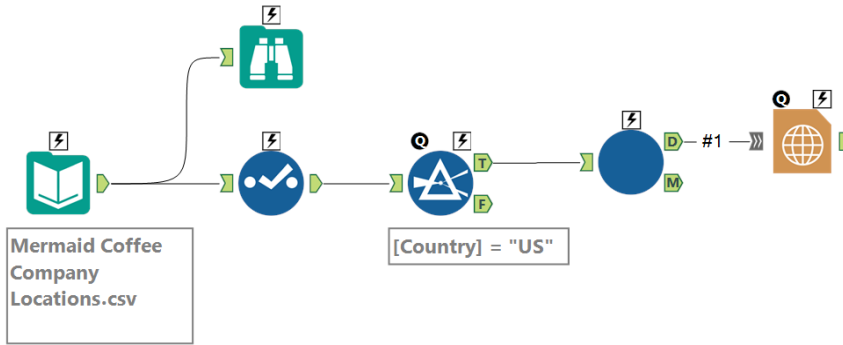 Q
Q
T
F
D
M
#1
Mermaid Coffee
Company
Locations.csv
[Country] = "US"